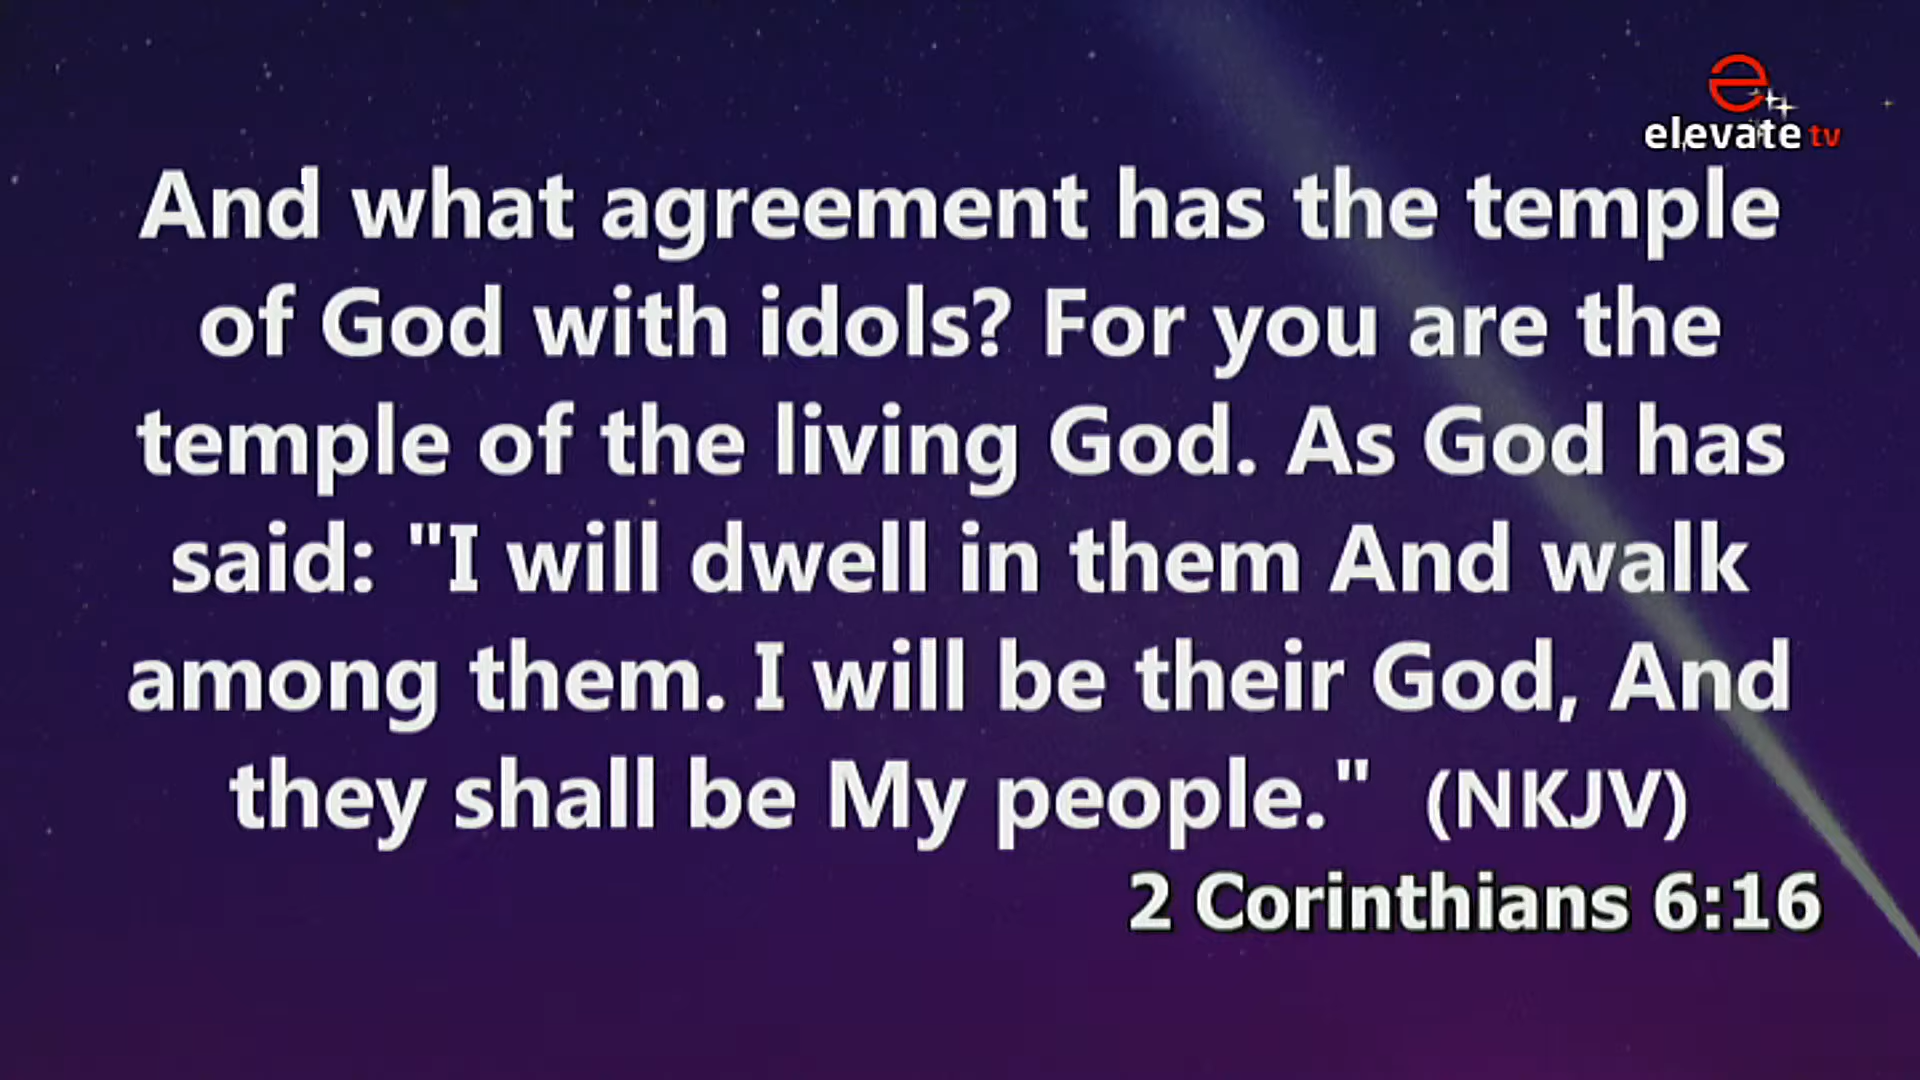 elevate tv
And what agreement has the temple
of God with idols? For you are the
temple of the living God. As God has
said: "I will dwell in them And walk
among them. I will be their God, And
they shall be My people." (NKJV)
2 Corinthians 6:16